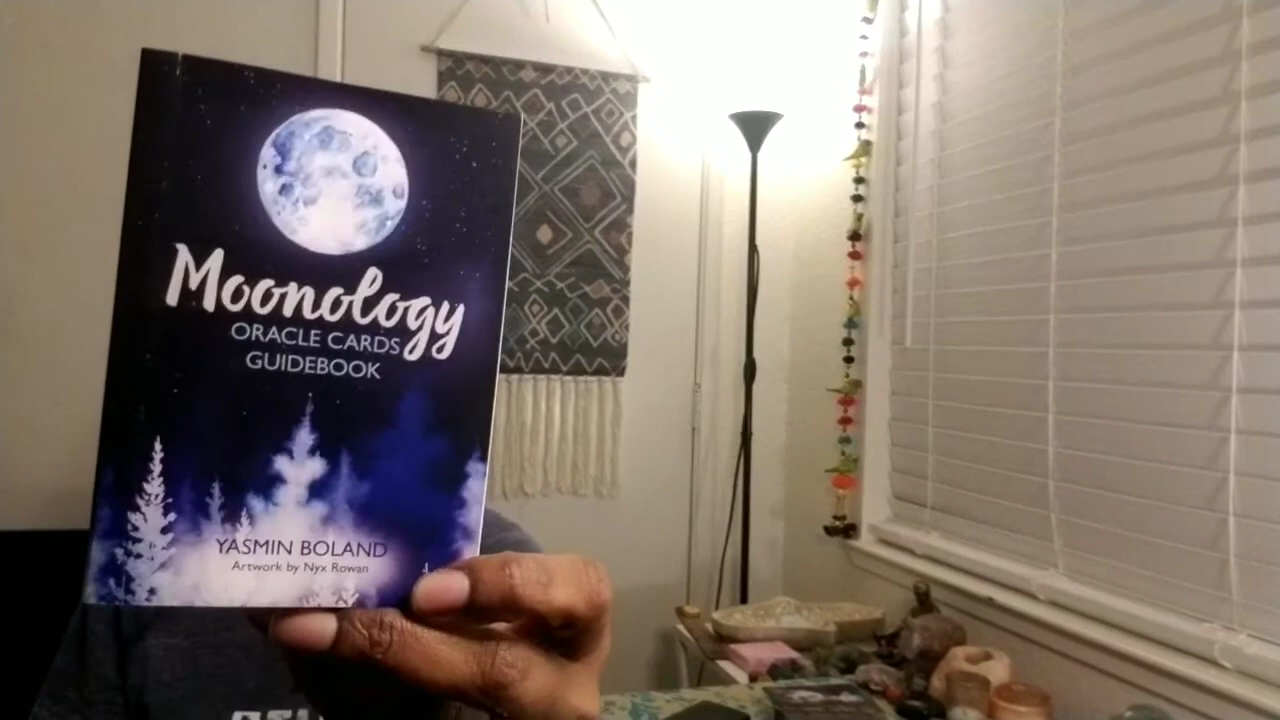 Moonology
ORACLE CARDS
GUIDEBOOK
YASMIN BOLAND
Artwork by Nyx Rowan